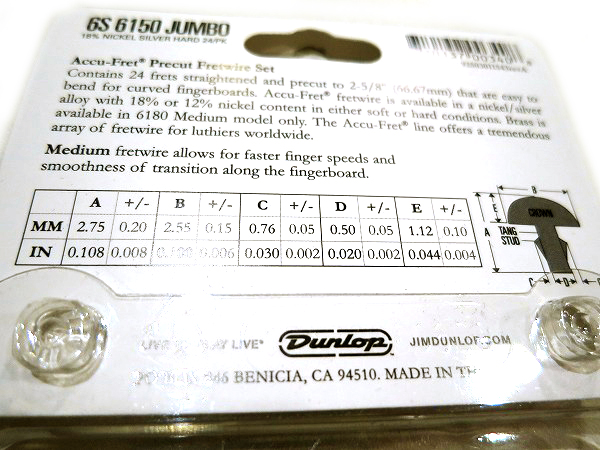 6S 6150 JUMBO
18% NICKEL SILVER HARD 24/PK
Accu-Fret® Precut Fretwire Set
Contains 24 frets straightened and precut to 2-5/8" (66.67mm) that are easy to
bend for curved fingerboards. Accu-Fret® fretwire is available in a nickel/silver
alloy with 18% or 12% nickel content in either soft or hard conditions. Brass is
available in 6180 Medium model only. The Accu-Fret® line offers a tremendous
array of fretwire for luthiers worldwide.
Medium fretwire allows for faster finger speeds and
smoothness of transition along the fingerboard.
A +/- B +/- C +/- D +/- E +/-
MM 2.75 0.20 2.55 0.15 0.76 0.05 0.50 0.05 1.12 0.10
IN 0.108 0.008 0.006 0.030 0.002 0.020 0.002 0.044 0.004
B
E
CROWN
A
TANG
STUD
C D
LIVE®
Dunlop®
JIMDUNLOP.COM
BENICIA, CA 94510. MADE IN